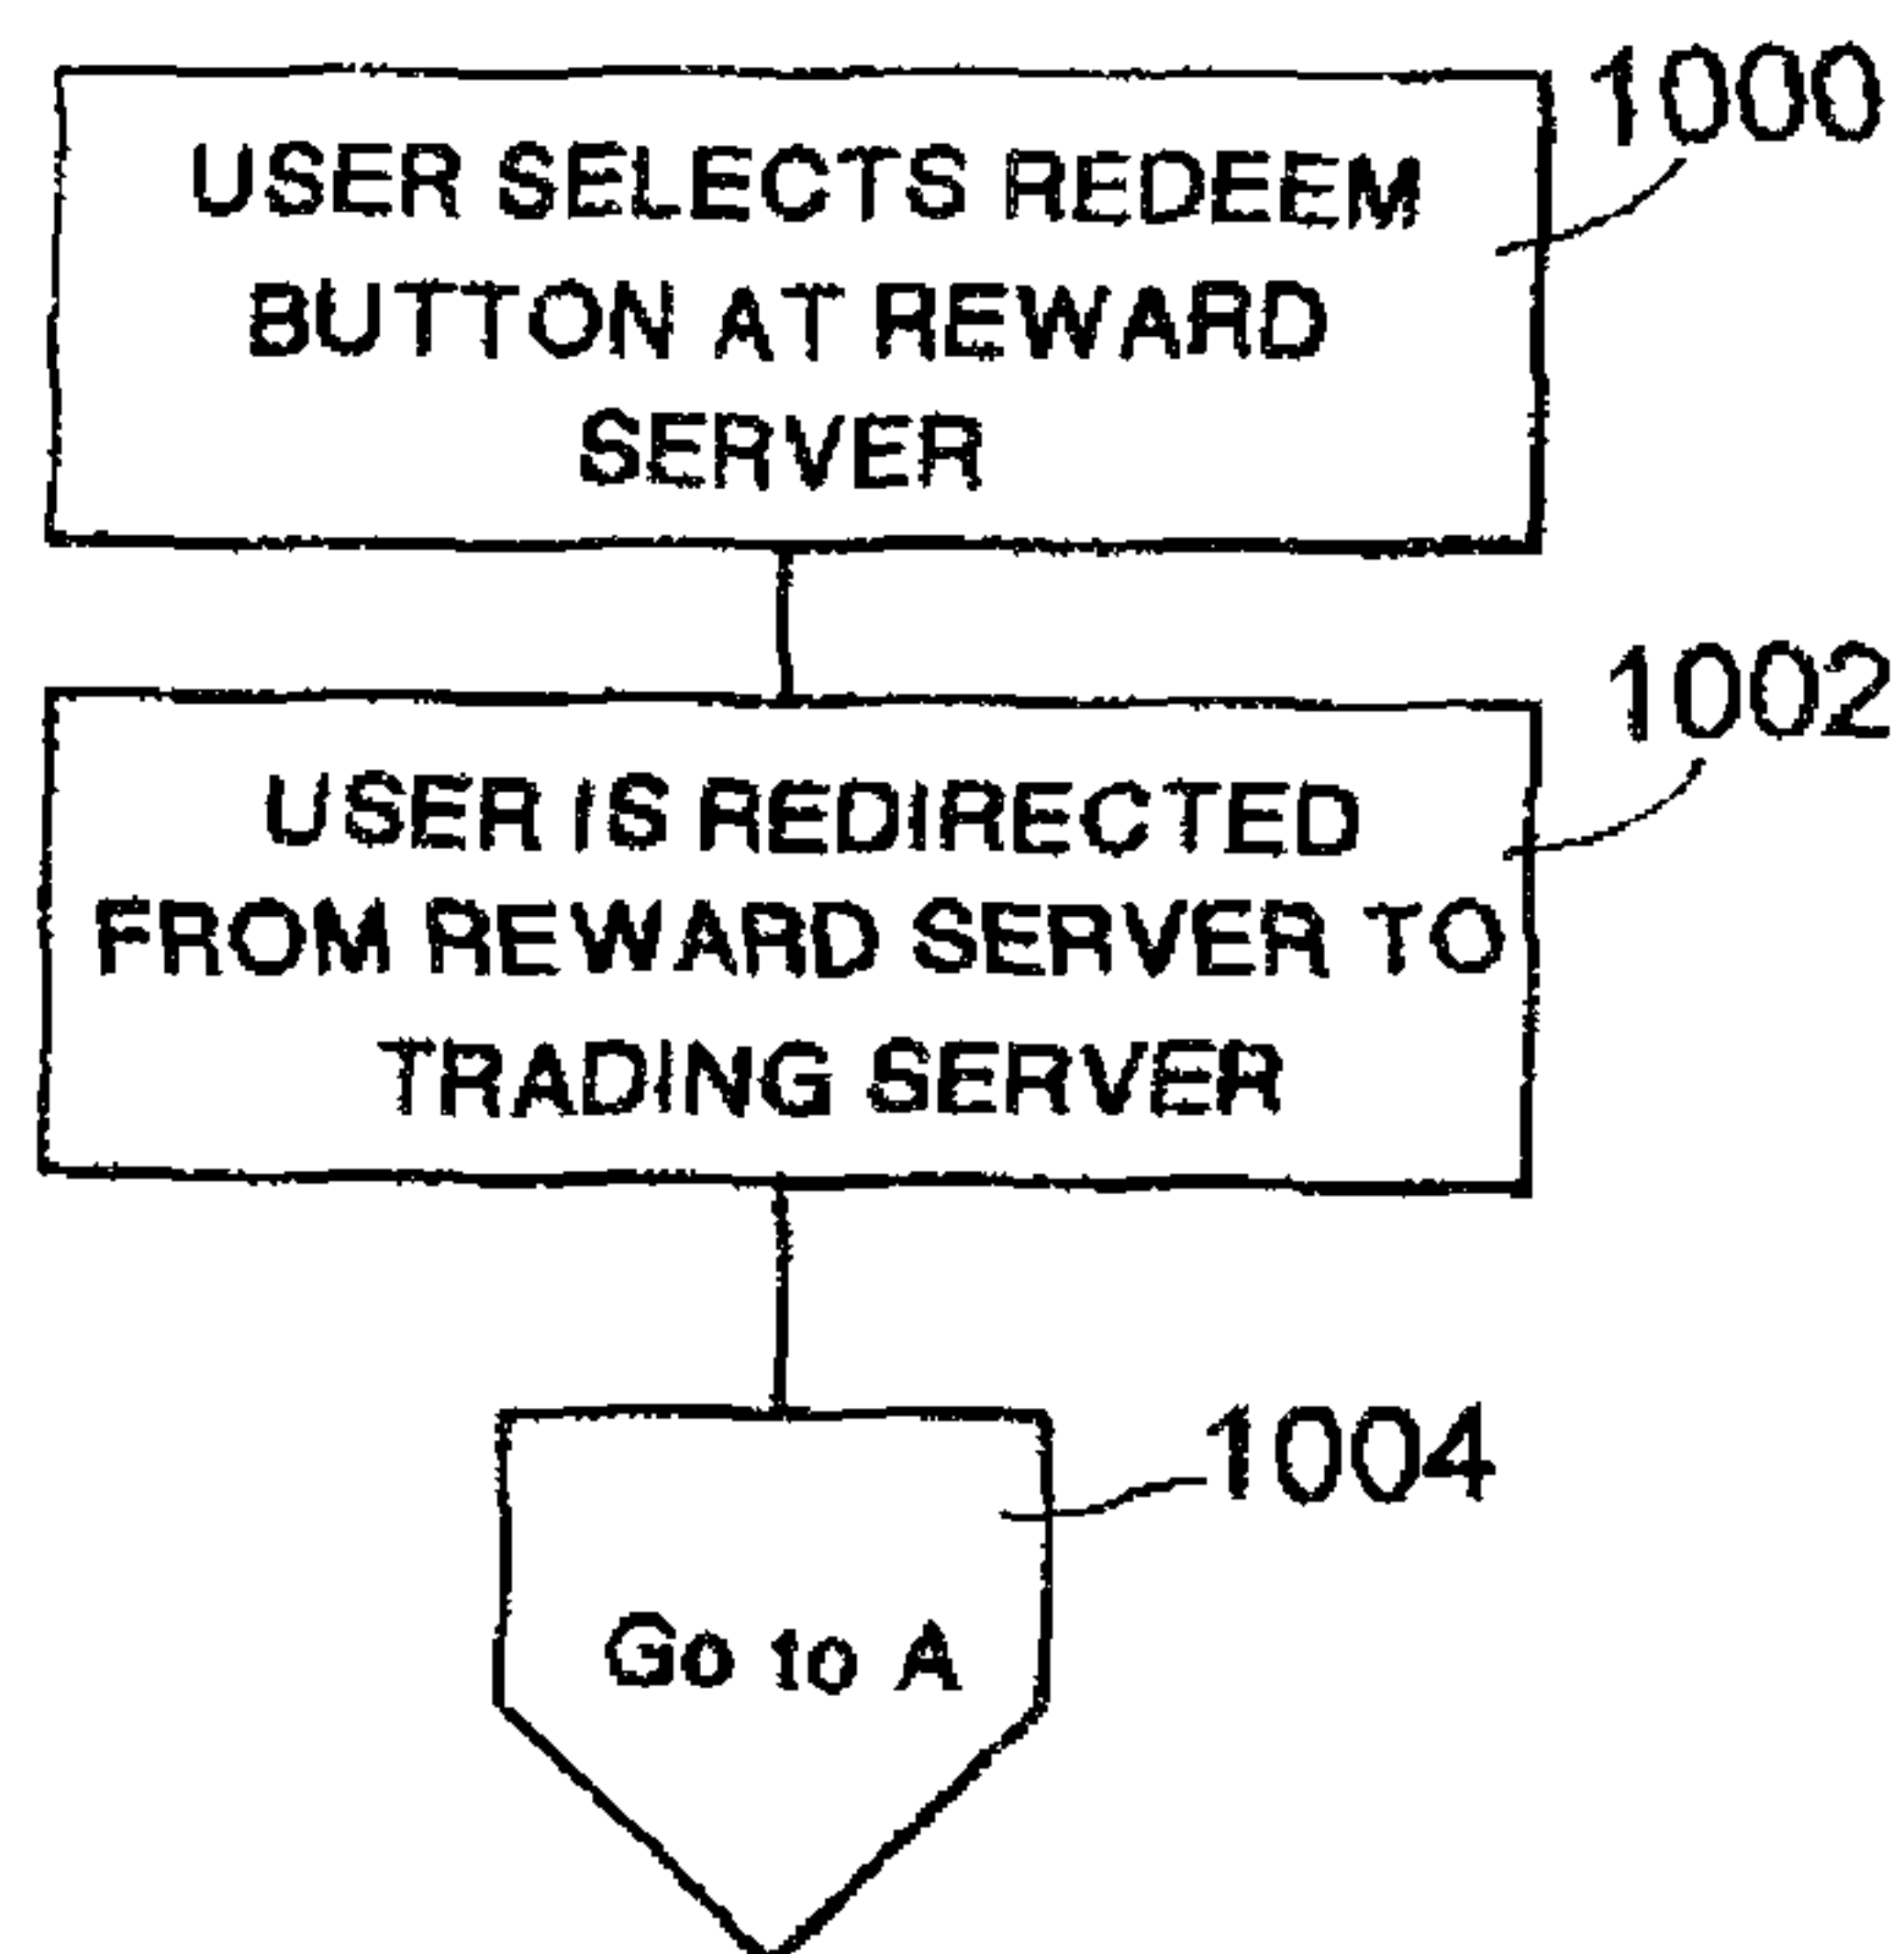 1000
USER SELECTS REDEEM
BUTTON AT REWARD
SERVER
1002
USER IS REDIRECTED
FROM REWARD SERVER TO
TRADING SERVER
1004
Go to A